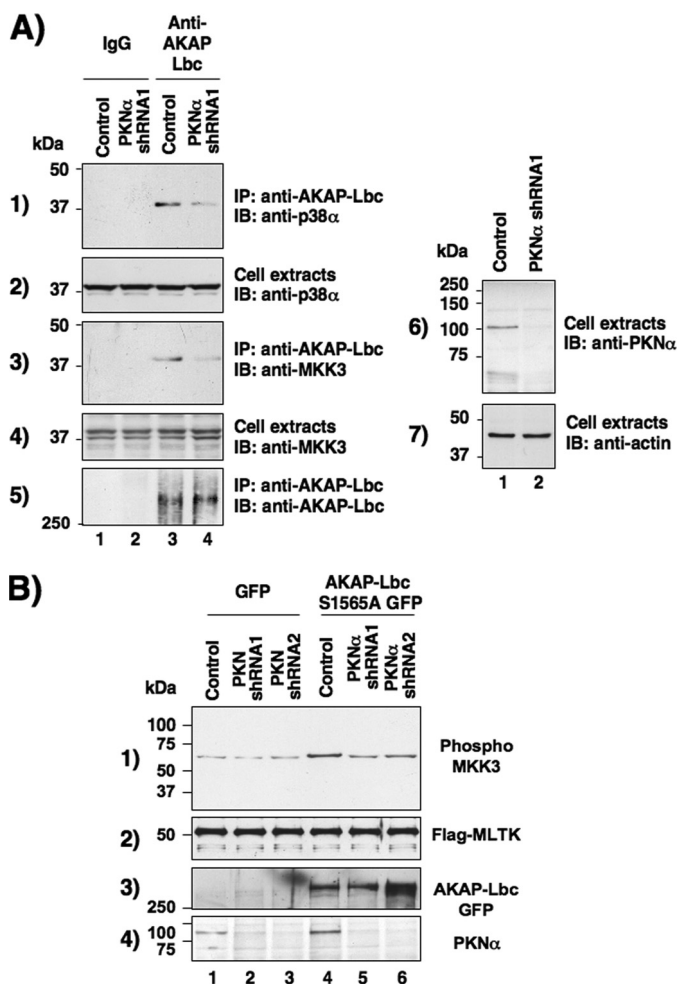 A)
IgG
Anti-
AKAP
Lbc
kDa
Control
PKNα
shRNA1
Control
PKNα
shRNA1
1)
50
37
IP: anti-AKAP-Lbc
IB: anti-p38α
2)
37
Cell extracts
IB: anti-p38α
3)
50
37
IP: anti-AKAP-Lbc
IB: anti-MKK3
4)
37
Cell extracts
IB: anti-MKK3
5)
250
IP: anti-AKAP-Lbc
IB: anti-AKAP-Lbc
1 2 3 4
kDa
Control
PKNα shRNA1
6)
250
150
100
75
Cell extracts
IB: anti-PKNα
7)
50
37
Cell extracts
IB: anti-actin
1 2
B)
GFP
AKAP-Lbc
S1565A GFP
kDa
Control
PKN
shRNA1
PKN
shRNA2
Control
PKNα
shRNA1
PKNα
shRNA2
1)
100
75
50
37
Phospho
MKK3
2)
50
Flag-MLTK
3)
250
AKAP-Lbc
GFP
4)
100
75
PKNα
1 2 3 4 5 6